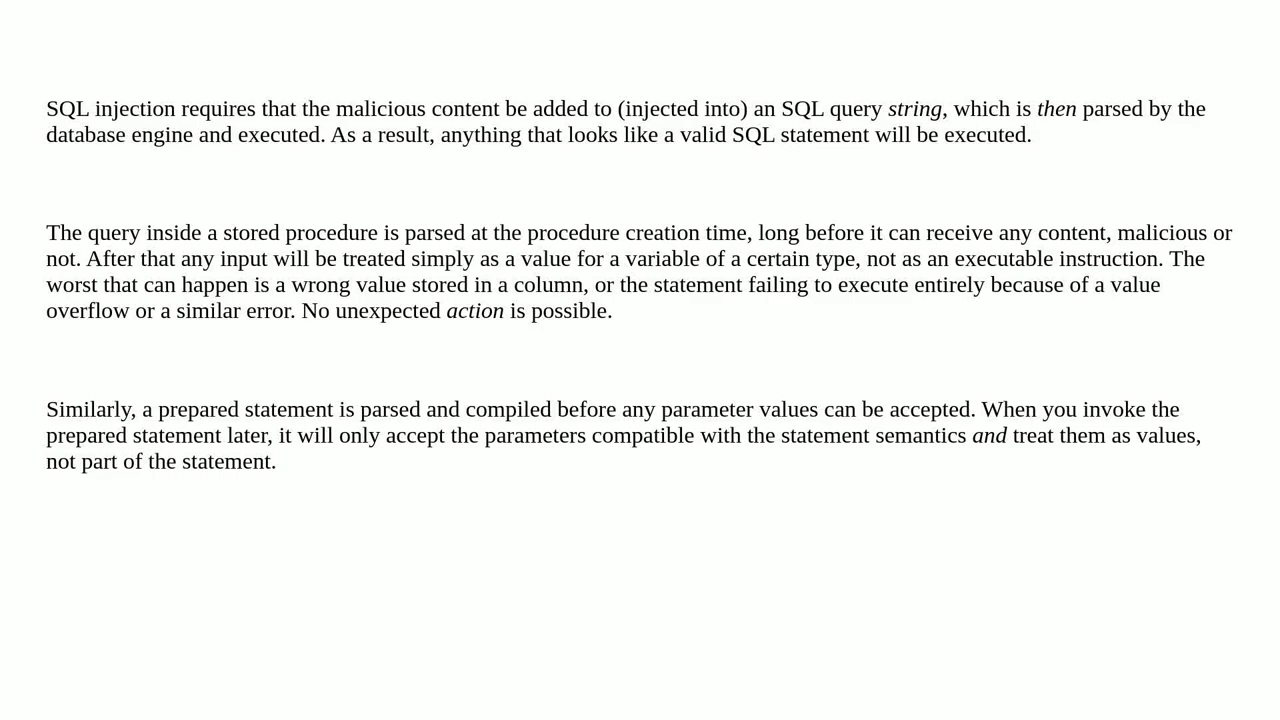 SQL injection requires that the malicious content be added to (injected into) an SQL query string, which is then parsed by the
database engine and executed. As a result, anything that looks like a valid SQL statement will be executed.
The query inside a stored procedure is parsed at the procedure creation time, long before it can receive any content, malicious or
not. After that any input will be treated simply as a value for a variable of a certain type, not as an executable instruction. The
worst that can happen is a wrong value stored in a column, or the statement failing to execute entirely because of a value
overflow or a similar error. No unexpected action is possible.
Similarly, a prepared statement is parsed and compiled before any parameter values can be accepted. When you invoke the
prepared statement later, it will only accept the parameters compatible with the statement semantics and treat them as values,
not part of the statement.